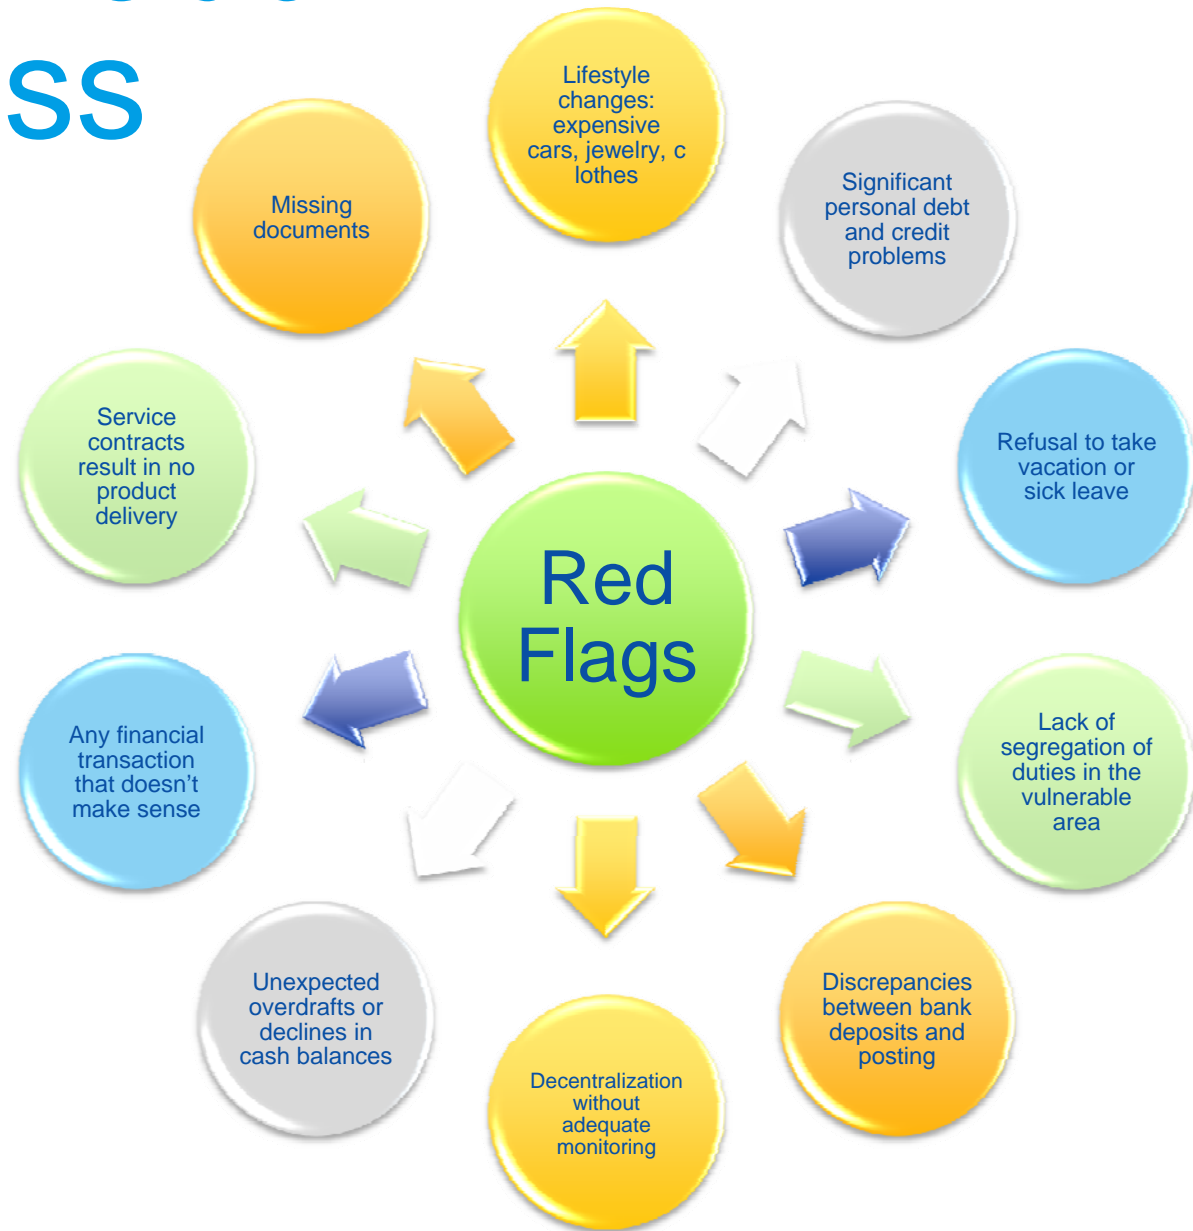 ss
Lifestyle
changes:
expensive
cars, jewelry, c
lothes
Significant
personal debt
and credit
problems
Refusal to take
vacation or
sick leave
Lack of
segregation of
duties in the
vulnerable
area
Discrepancies
between bank
deposits and
posting
Decentralization
without
adequate
monitoring
Unexpected
overdrafts or
declines in
cash balances
Any financial
transaction
that doesn’t
make sense
Service
contracts
result in no
product
delivery
Missing
documents
Red
Flags